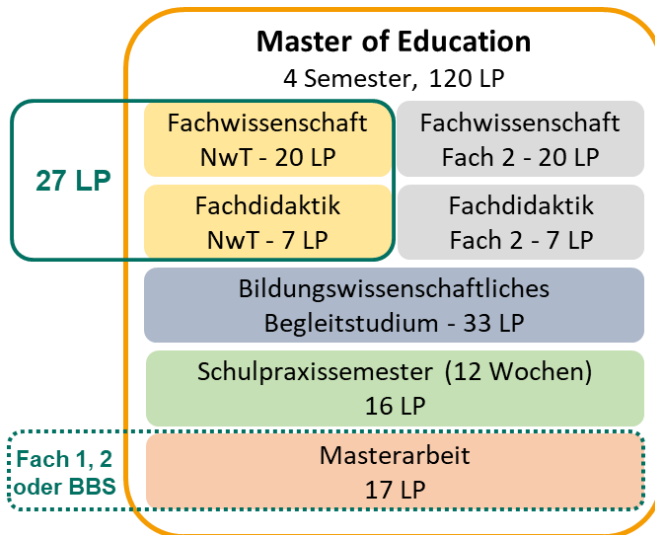 Master of Education
4 Semester, 120 LP
27 LP
Fachwissenschaft
NwT - 20 LP
Fachwissenschaft
Fach 2 - 20 LP
Fachdidaktik
NwT - 7 LP
Fachdidaktik
Fach 2 - 7 LP
Bildungswissenschaftliches
Begleitstudium - 33 LP
Schulpraxissemester (12 Wochen)
16 LP
Fach 1, 2
oder BBS
Masterarbeit
17 LP